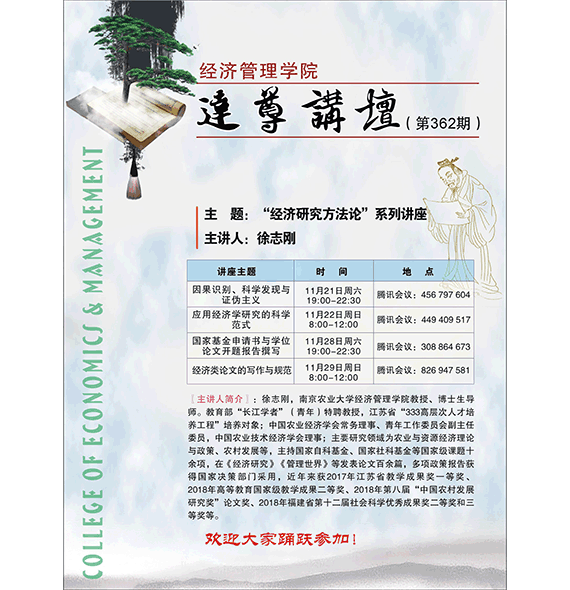 经济管理学院
達尊講壇（第362期）
COLLEGE OF ECONOMICS & MANAGEMENT
主　题：“经济研究方法论”系列讲座
主讲人：徐志刚
讲座主题　时　间　地　点
因果识别、科学发现与
证伪主义
11月21日周六
19:00-22:30
腾讯会议：456 797 604
应用经济学研究的科学
范式
11月22日周日
8:00-12:00
腾讯会议：449 409 517
国家基金申请书与学位
论文开题报告撰写
11月28日周六
19:00-22:30
腾讯会议：308 864 673
经济类论文的写作与规范
11月29日周日
8:00-12:00
腾讯会议：826 947 581
［主讲人简介］：徐志刚，南京农业大学经济管理学院教授、博士生导
师。教育部“长江学者”（青年）特聘教授，江苏省“333高层次人才培
养工程”培养对象；中国农业经济学会常务理事、青年工作委员会副主任
委员，中国农业技术经济学会理事；主要研究领域为农业与资源经济理论
与政策、农村发展等，主持国家自科基金、国家社科基金等国家级课题十
余项，在《经济研究》《管理世界》等发表论文百余篇，多项政策报告获
得国家决策部门采用，近年来获2017年江苏省教学成果奖一等奖、
2018年高等教育国家级教学成果二等奖、2018年第八届“中国农村发展
研究奖”论文奖、2018年福建省第十二届社会科学优秀成果奖二等奖和三
等奖等。
欢迎大家踊跃参加！